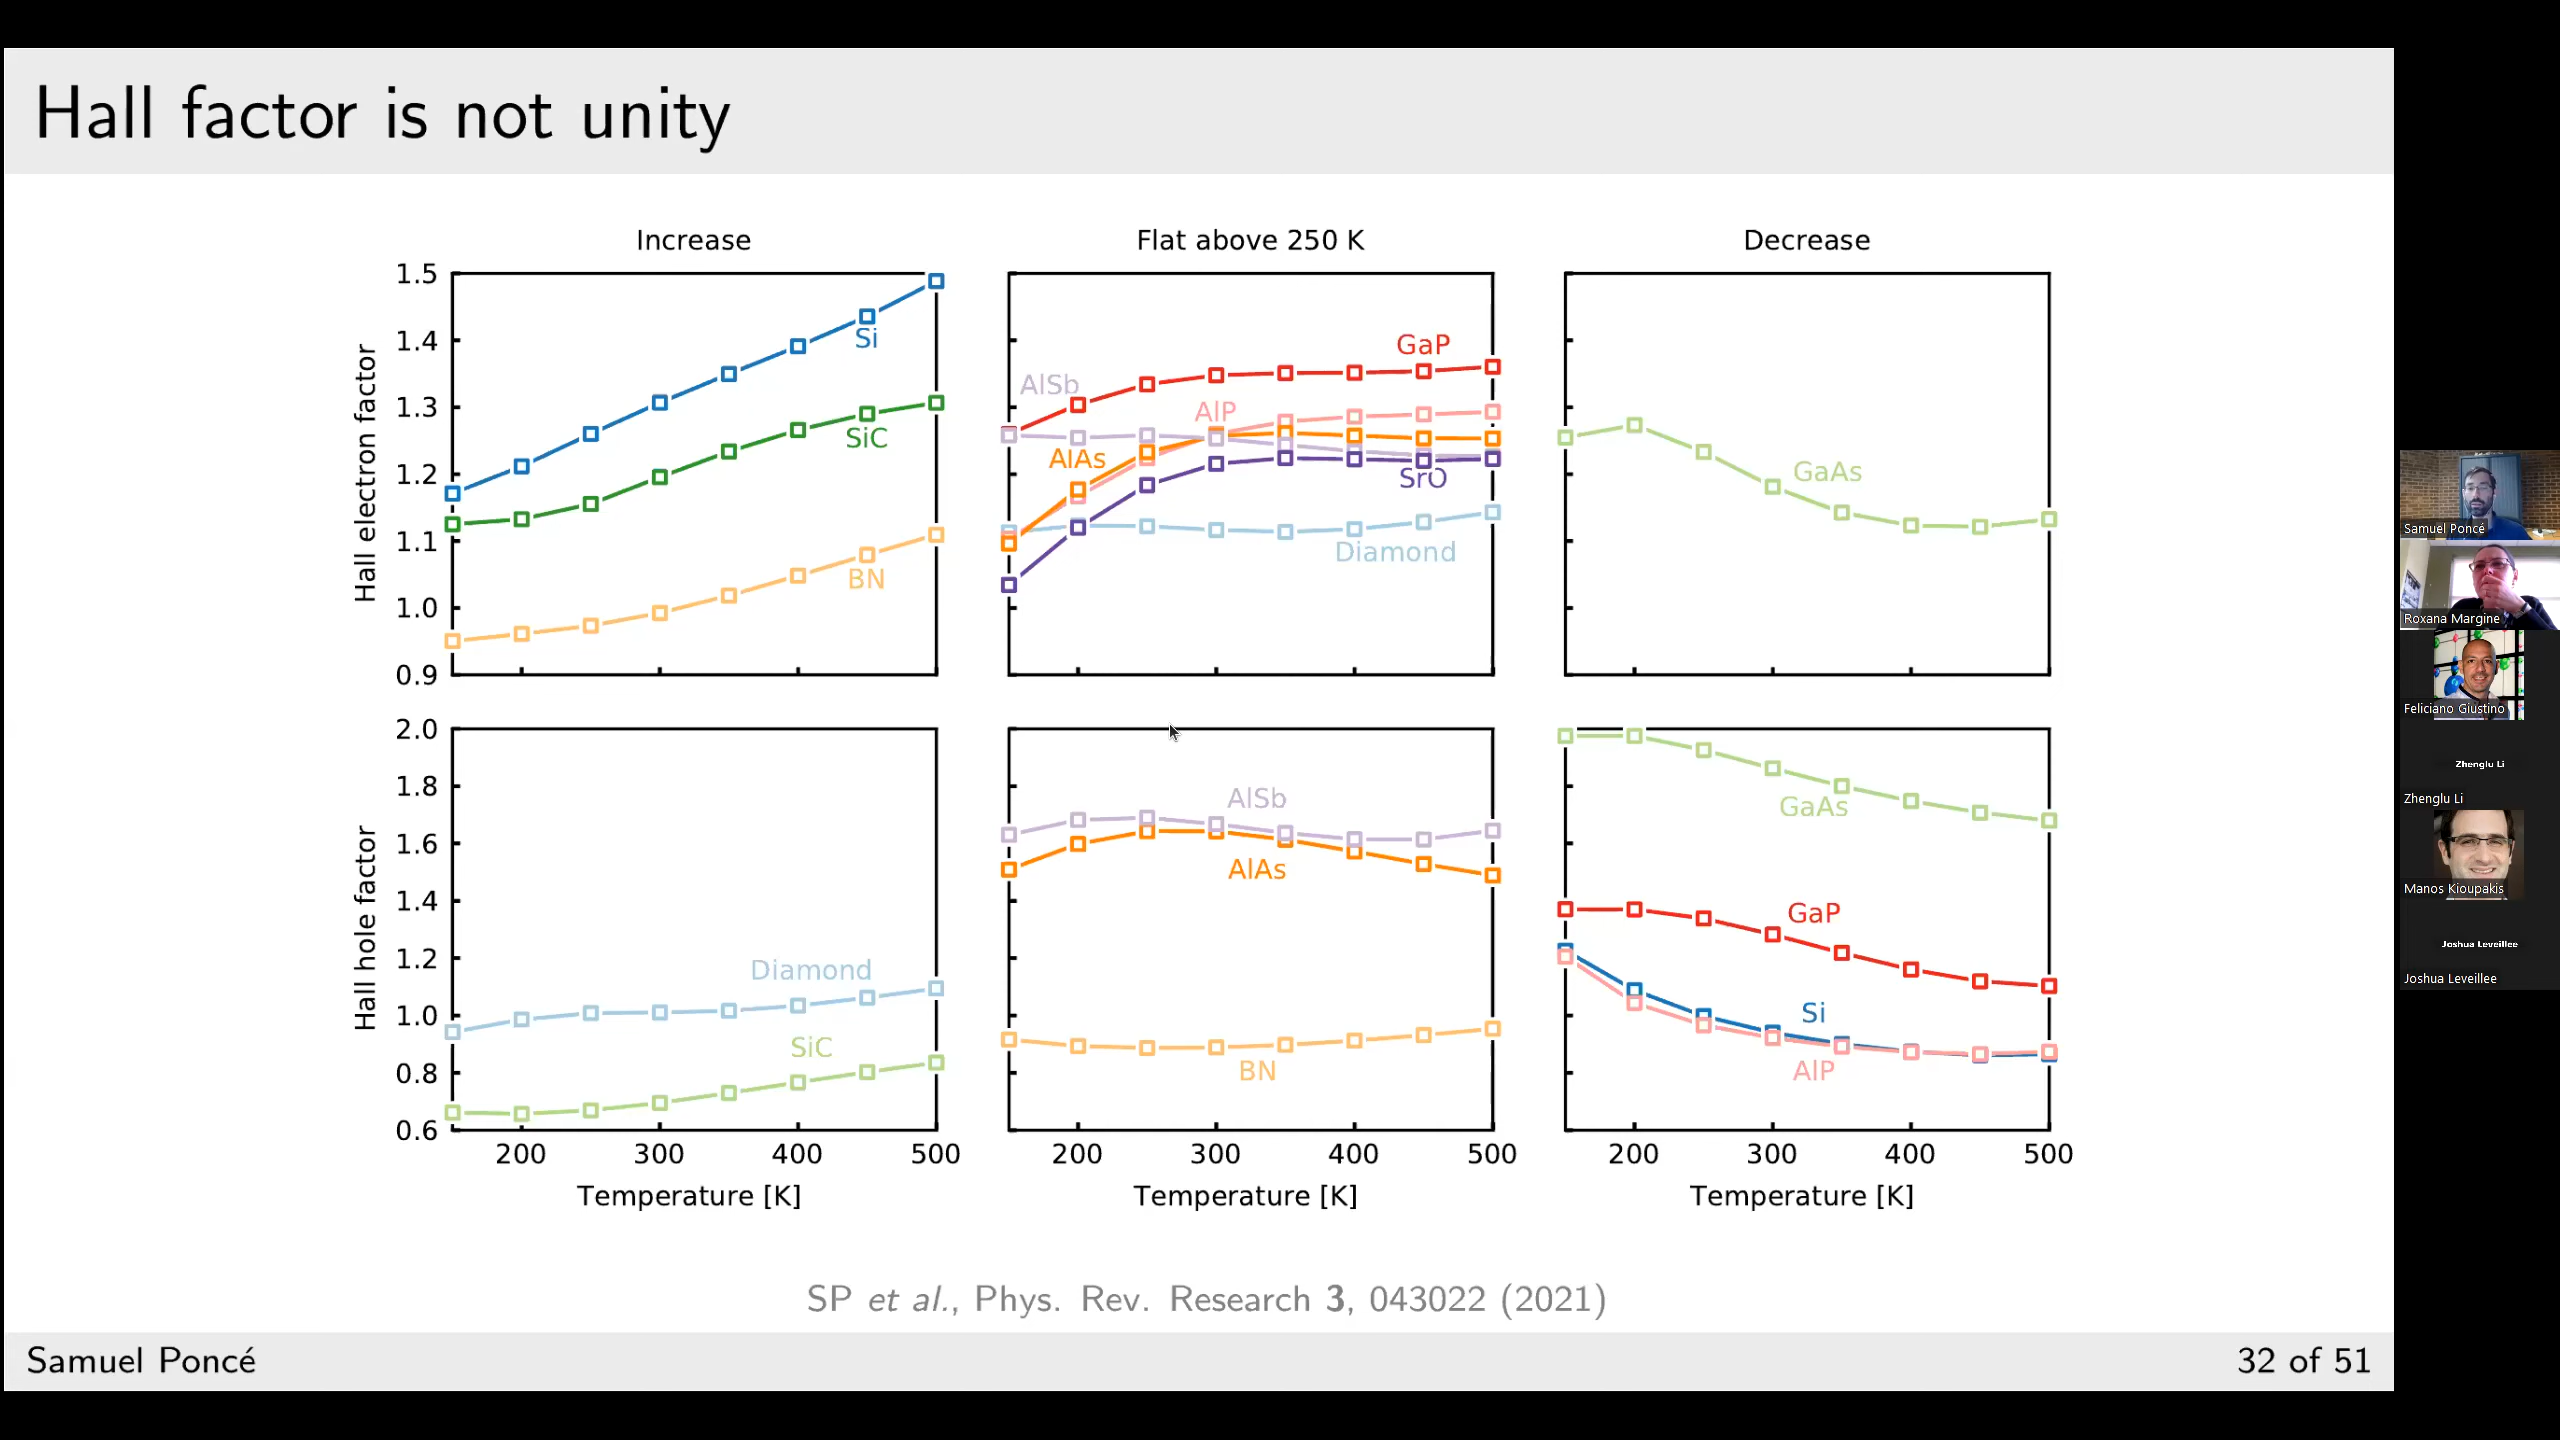 Hall factor is not unity
Increase
Flat above 250 K
Decrease
Hall electron factor
1.5
1.4
1.3
1.2
1.1
1.0
0.9
Si
SiC
BN
AlSb
GaP
AlP
AlAs
SrO
Diamond
GaAs
Hall hole factor
2.0
1.8
1.6
1.4
1.2
1.0
0.8
0.6
Diamond
SiC
AlSb
AlAs
BN
GaAs
GaP
Si
AlP
200 300 400 500
200 300 400 500
200 300 400 500
Temperature [K]
Temperature [K]
Temperature [K]
SP et al., Phys. Rev. Research 3, 043022 (2021)
Samuel Poncé
32 of 51
Samuel Poncé
Roxana Margine
Feliciano Giustino
Zhenglu Li
Zhenglu Li
Manos Kioupakis
Joshua Leveillee
Joshua Leveillee